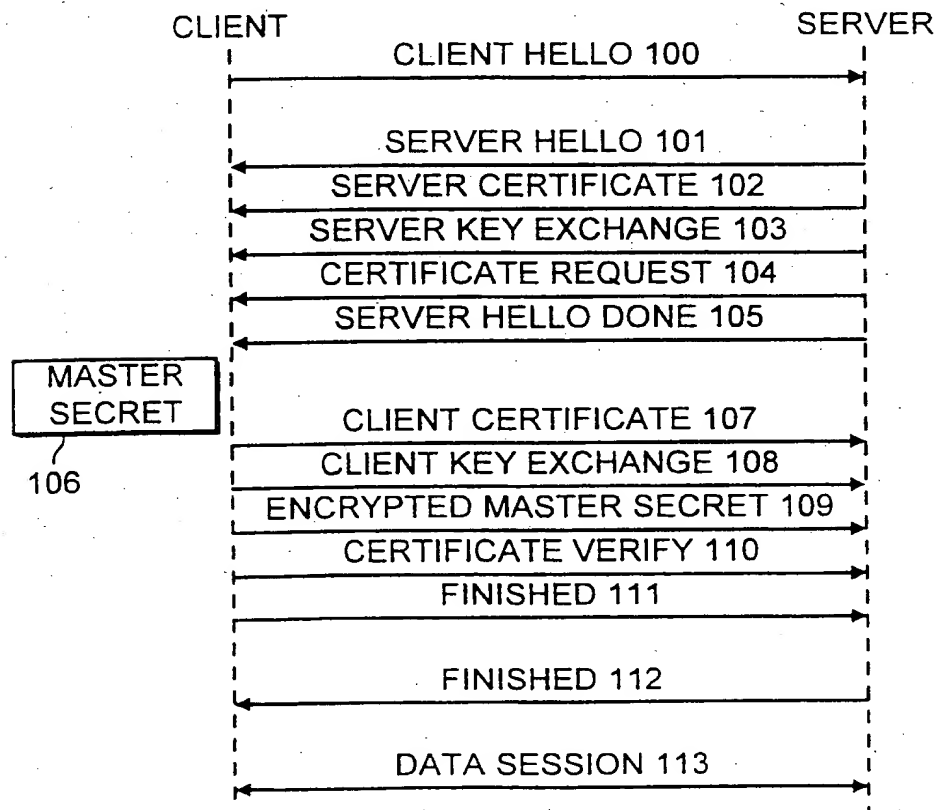 CLIENT
SERVER
CLIENT HELLO 100
SERVER HELLO 101
SERVER CERTIFICATE 102
SERVER KEY EXCHANGE 103
CERTIFICATE REQUEST 104
SERVER HELLO DONE 105
MASTER
SECRET
106
CLIENT CERTIFICATE 107
CLIENT KEY EXCHANGE 108
ENCRYPTED MASTER SECRET 109
CERTIFICATE VERIFY 110
FINISHED 111
FINISHED 112
DATA SESSION 113